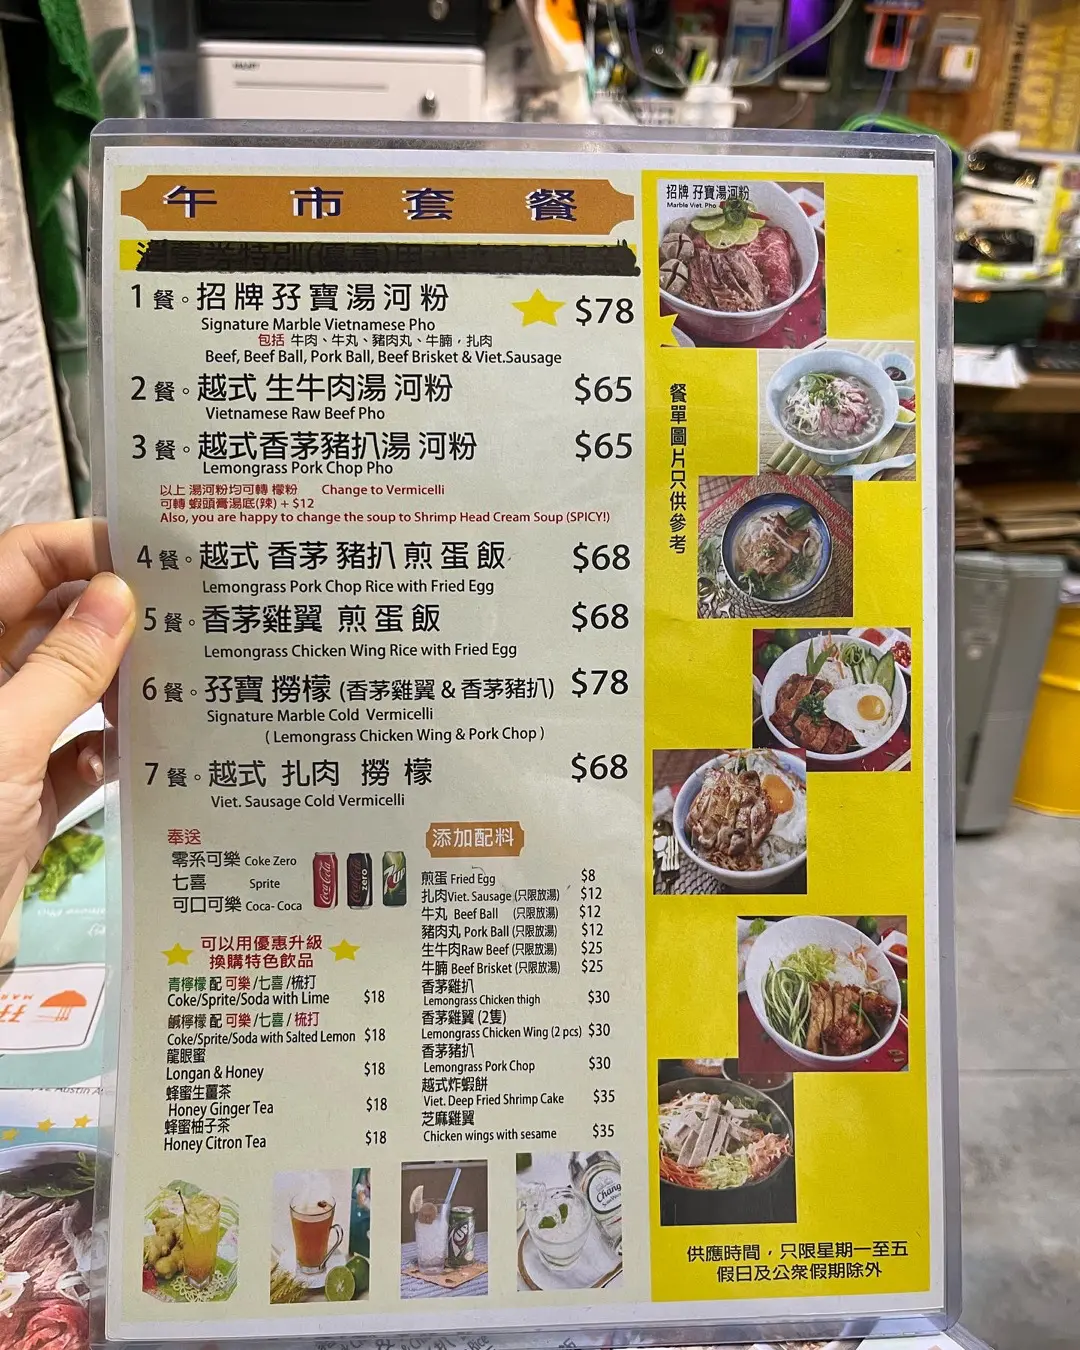 午市套餐
1 餐。招牌孖寶湯河粉 $78
Signature Marble Vietnamese Pho
包括 牛肉、牛丸、豬肉丸、牛腩，扎肉
Beef, Beef Ball, Pork Ball, Beef Brisket & Viet.Sausage
2 餐。越式 生牛肉湯 河粉 $65
Vietnamese Raw Beef Pho
3 餐。越式香茅豬扒湯 河粉 $65
Lemongrass Pork Chop Pho
以上 湯河粉均可轉 檬粉 Change to Vermicelli
可轉 蝦頭膏湯底(辣) + $12
Also, you are happy to change the soup to Shrimp Head Cream Soup (SPICY!)
4 餐。越式 香茅 豬扒 煎 蛋 飯 $68
Lemongrass Pork Chop Rice with Fried Egg
5 餐。香茅雞翼 煎 蛋 飯 $68
Lemongrass Chicken Wing Rice with Fried Egg
6 餐。孖寶 撈檬 (香茅雞翼 & 香茅豬扒) $78
Signature Marble Cold Vermicelli
( Lemongrass Chicken Wing & Pork Chop )
7 餐。越式 扎肉 撈 檬 $68
Viet. Sausage Cold Vermicelli
奉送
零系可樂 Coke Zero
七喜 Sprite
可口可樂 Coca- Coca
Coca-Cola
zero
7UP
可以用優惠升級
換購特色飲品
青檸檬 配 可樂 /七喜 /梳打
Coke/Sprite/Soda with Lime $18
鹹檸檬 配 可樂 /七喜 / 梳打
Coke/Sprite/Soda with Salted Lemon $18
龍眼蜜
Longan & Honey $18
蜂蜜生薑茶
Honey Ginger Tea $18
蜂蜜柚子茶
Honey Citron Tea $18
添加配料
煎蛋 Fried Egg $8
扎肉Viet. Sausage (只限放湯) $12
牛丸 Beef Ball (只限放湯) $12
豬肉丸 Pork Ball (只限放湯) $12
生牛肉Raw Beef (只限放湯) $25
牛腩 Beef Brisket (只限放湯) $25
香茅雞扒
Lemongrass Chicken thigh $30
香茅雞翼 (2隻)
Lemongrass Chicken Wing (2 pcs) $30
香茅豬扒
Lemongrass Pork Chop $30
越式炸蝦餅
Viet. Deep Fried Shrimp Cake $35
芝麻雞翼
Chicken wings with sesame $35
7UP
Chang
招牌 孖寶湯河粉
Marble Viet. Pho
餐單圖片只供參考
供應時間，只限星期一至五
假日及公衆假期除外